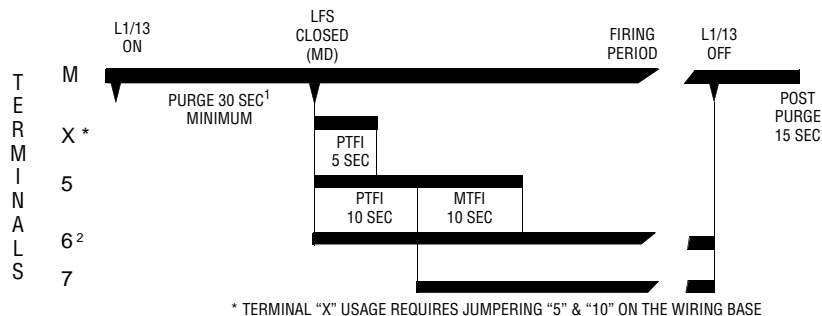 L1/13
ON
LFS
CLOSED
(MD)
FIRING
PERIOD
L1/13
OFF
TERMINALS
M
PURGE 30 SEC¹
MINIMUM
POST
PURGE
15 SEC
X *
PTFI
5 SEC
5
PTFI
10 SEC
MTFI
10 SEC
6²
7
* TERMINAL “X” USAGE REQUIRES JUMPERING “5” & “10” ON THE WIRING BASE